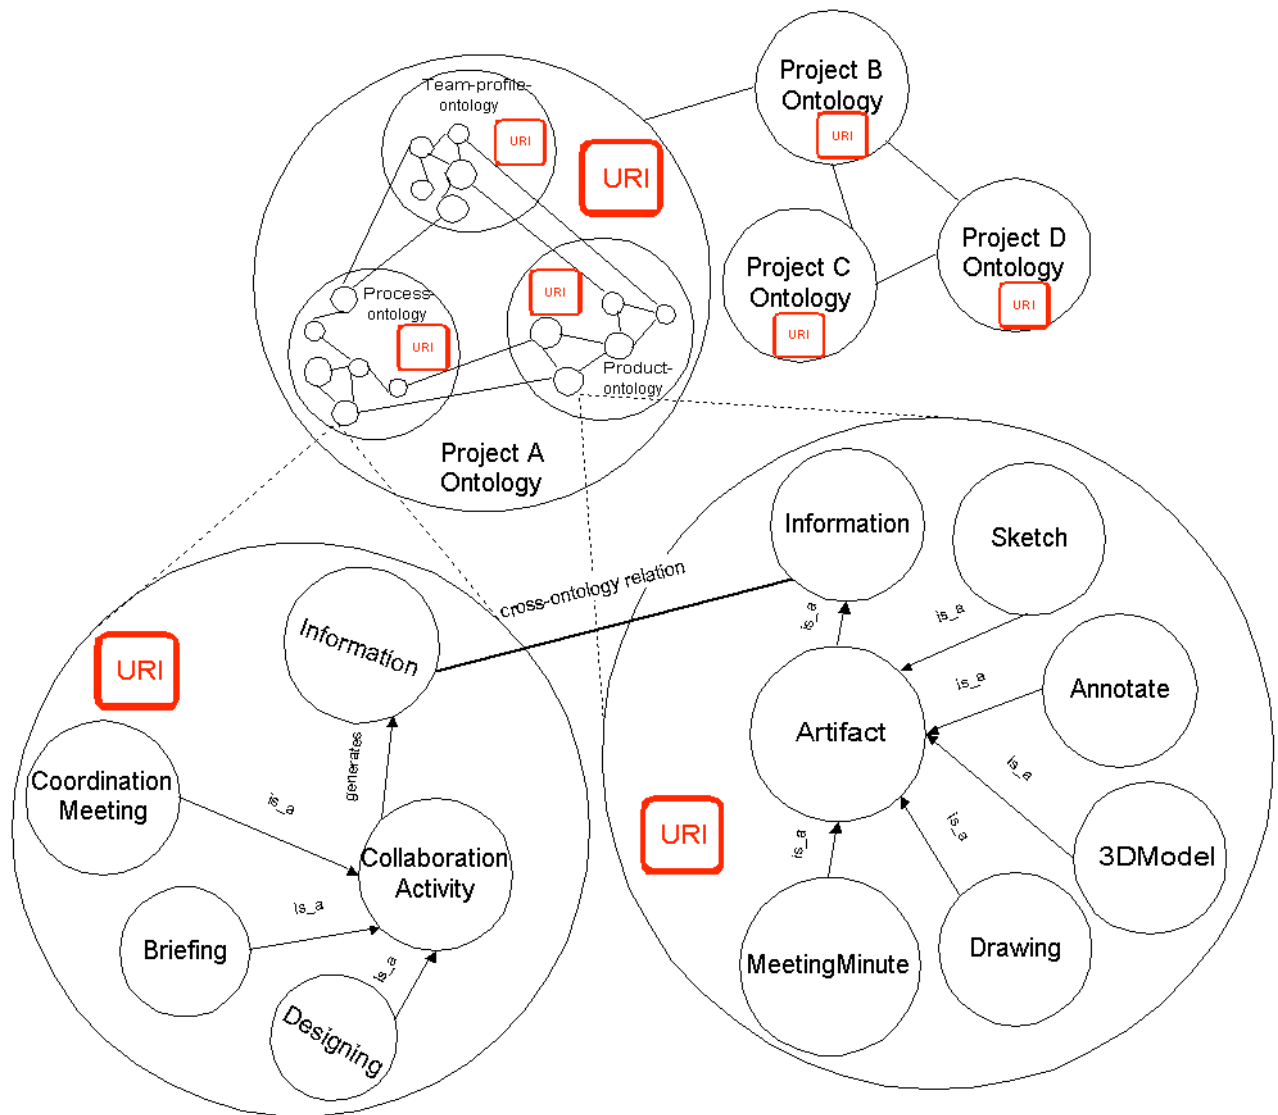 Team-profile-
ontology
URI
URI
Project B
Ontology
URI
Project C
Ontology
URI
Project D
Ontology
URI
Process-
ontology
URI
URI
Product-
ontology
Project A
Ontology
cross-ontology relation
Information
URI
generates
Coordination
Meeting
is_a
Collaboration
Activity
is_a
Briefing
is_a
Designing
Information
Sketch
is_a
is_a
is_a
Annotate
Artifact
is_a
3DModel
URI
is_a
is_a
MeetingMinute
Drawing